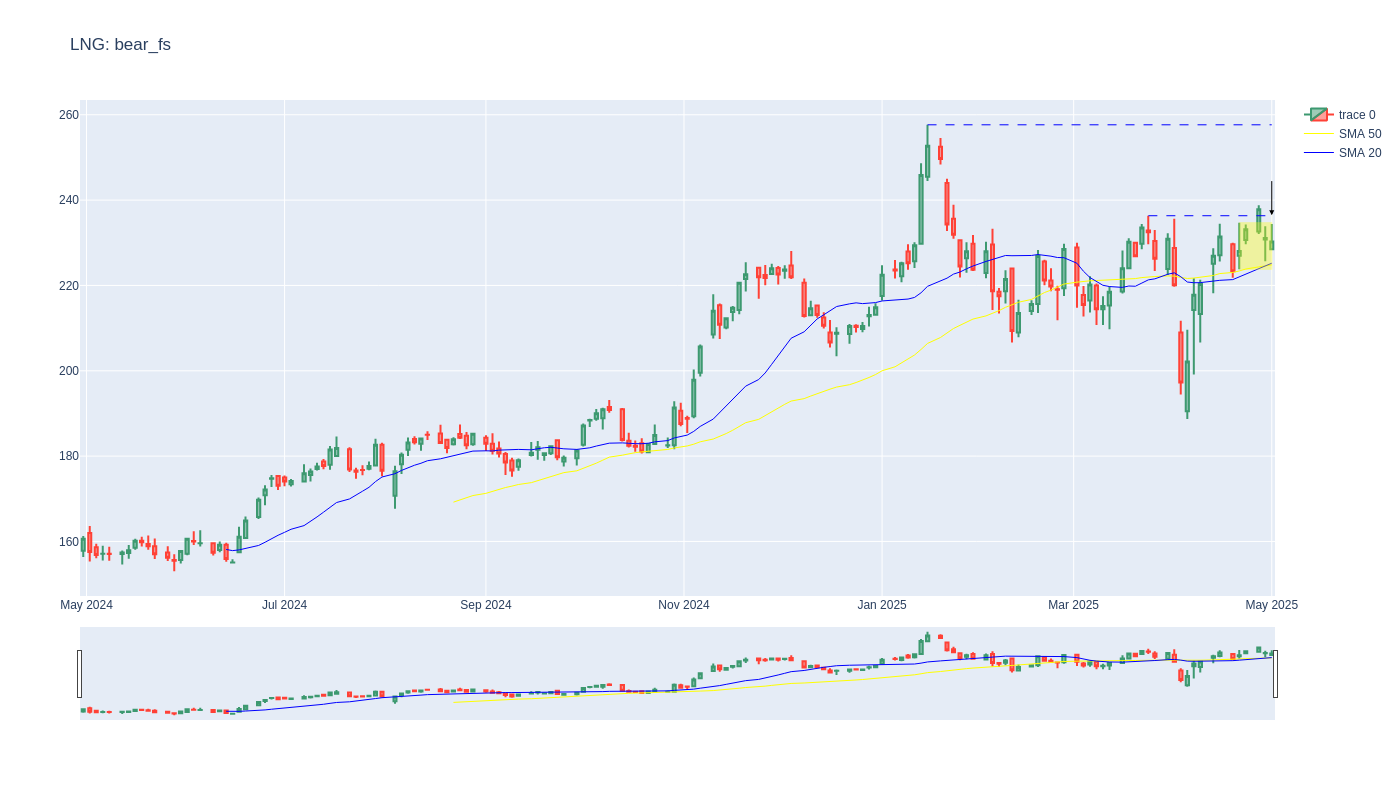 LNG: bear_fs
260
240
220
200
180
160
May 2024
Jul 2024
Sep 2024
Nov 2024
Jan 2025
Mar 2025
May 2025
trace 0
SMA 50
SMA 20